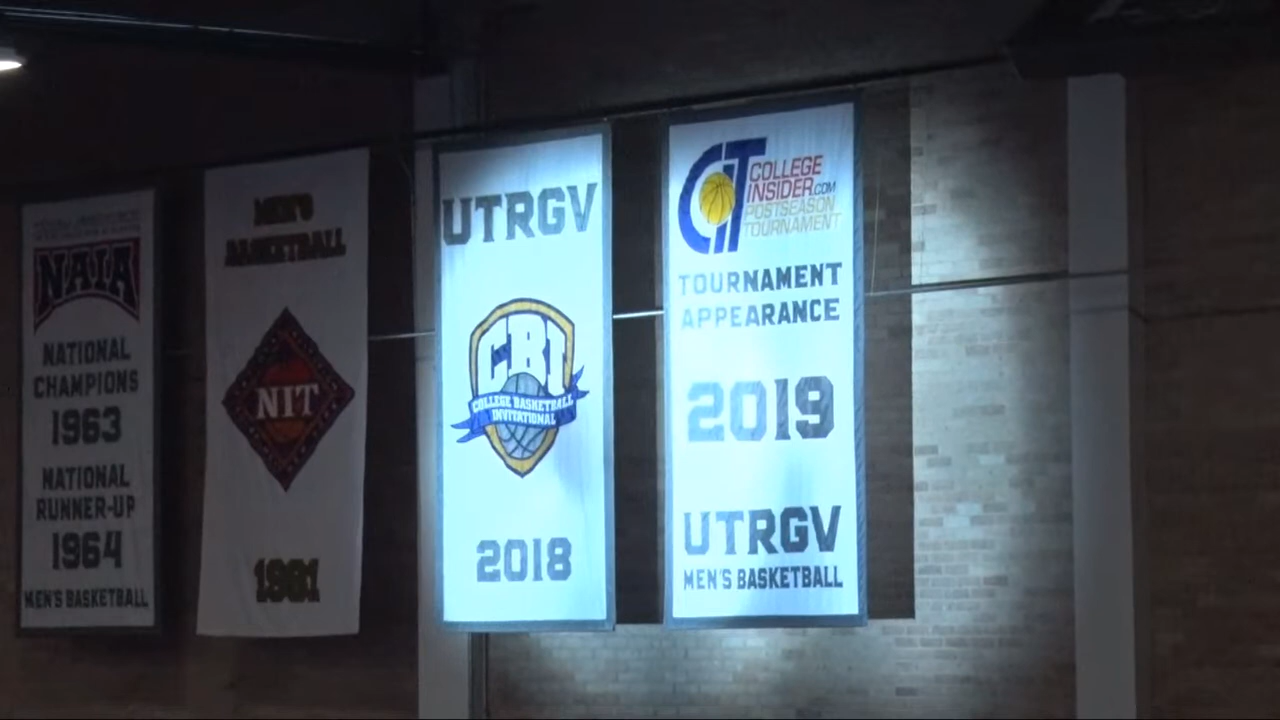 NAIA
NATIONAL
CHAMPIONS
1963
NATIONAL
RUNNER-UP
1964
MEN'S BASKETBALL
MEN'S
BASKETBALL
NIT
1981
UTRGV
CBI
COLLEGE BASKETBALL
INVITATIONAL
2018
CIT
COLLEGE
INSIDER.COM
POSTSEASON
TOURNAMENT
TOURNAMENT
APPEARANCE
2019
UTRGV
MEN'S BASKETBALL